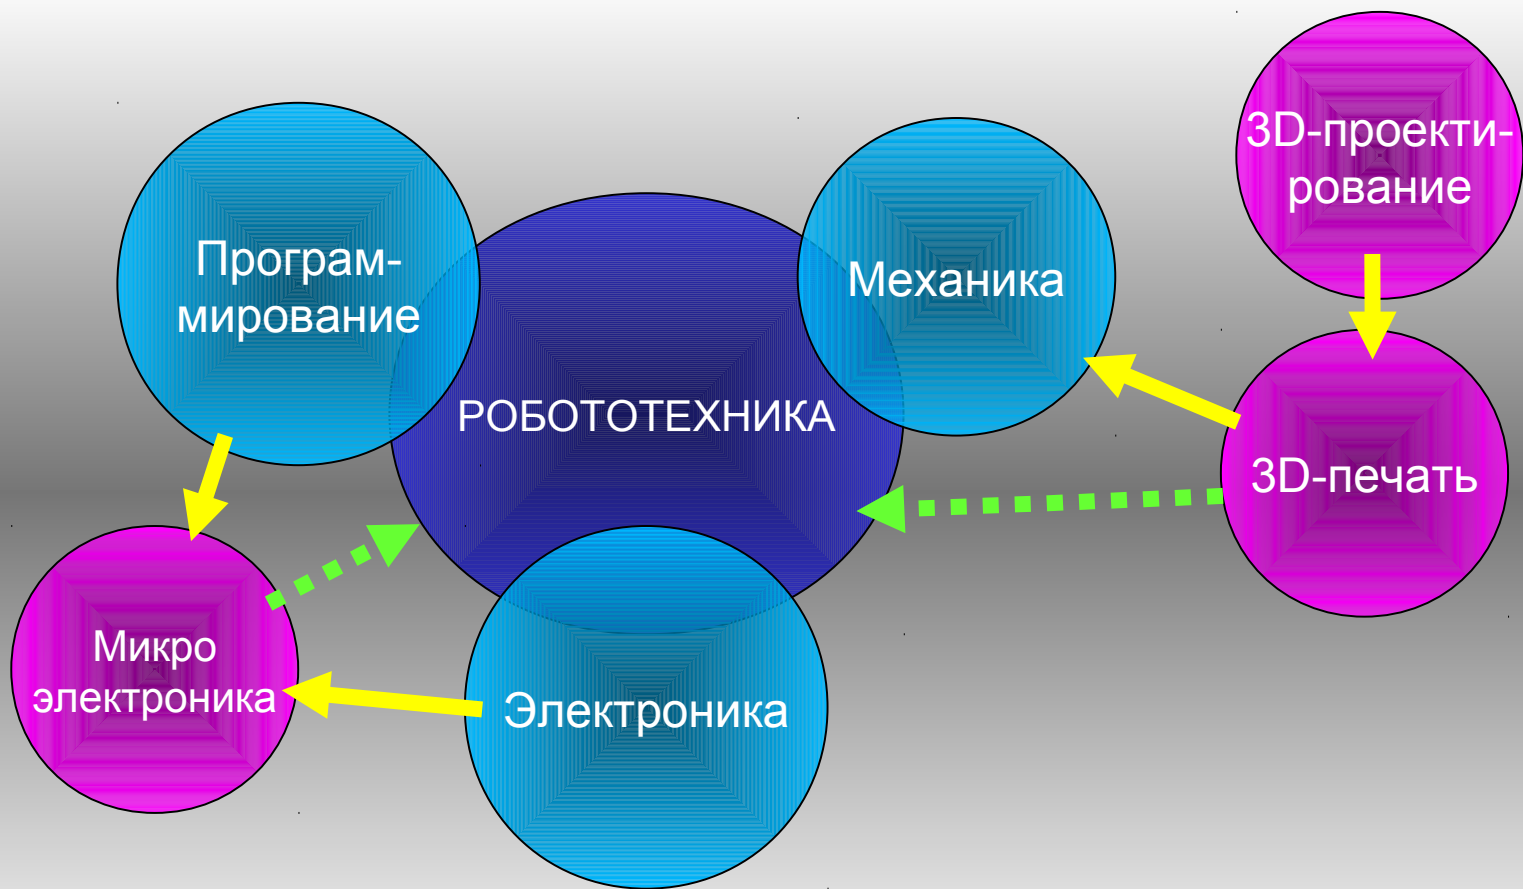 3D-проекти-
рование
Програм-
мирование
Механика
РОБОТОТЕХНИКА
3D-печать
Микро
электроника
Электроника